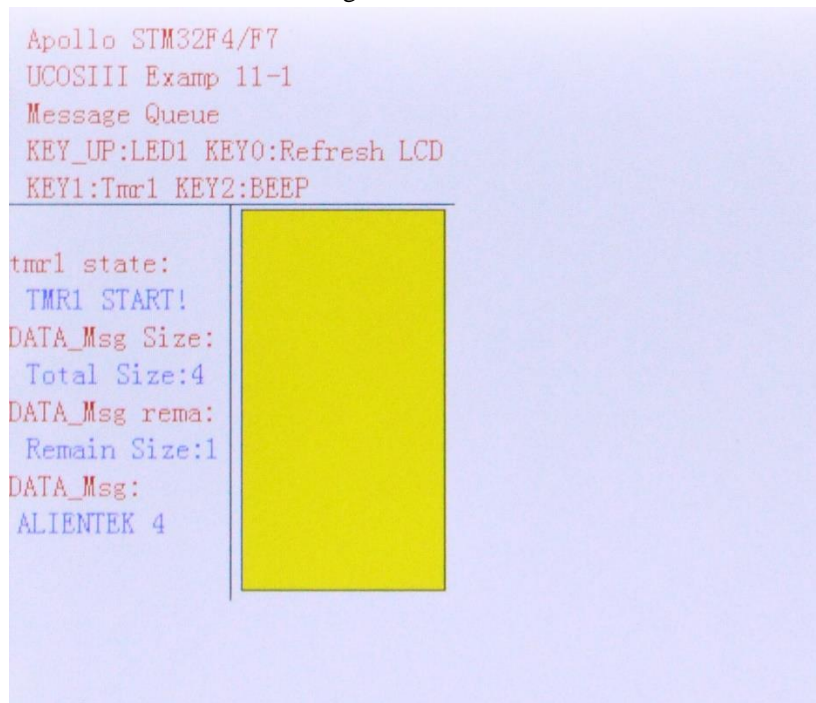 Apollo STM32F4/F7
UCOSIII Examp 11-1
Message Queue
KEY_UP:LED1 KEY0:Refresh LCD
KEY1:Tmr1 KEY2:BEEP
tmr1 state:
TMR1 START!
DATA_Msg Size:
Total Size:4
DATA_Msg rema:
Remain Size:1
DATA_Msg:
ALIENTEK 4